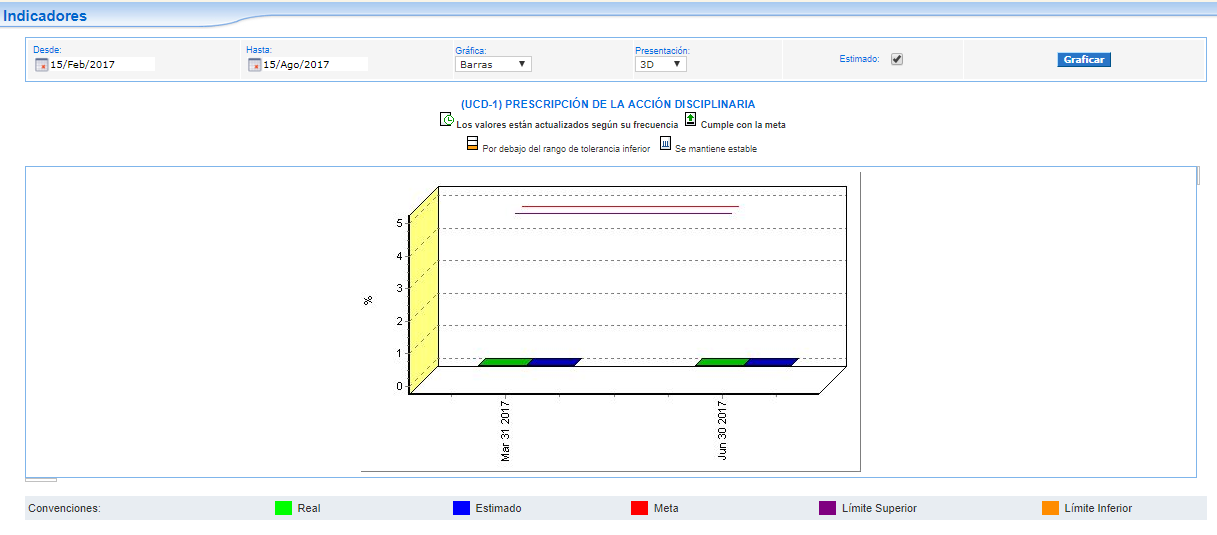 Indicadores
Desde: Hasta: Gráfica: Presentación:
15/Feb/2017 15/Ago/2017 Barras 3D Estimado: Graficar
(UCD-1) PRESCRIPCIÓN DE LA ACCIÓN DISCIPLINARIA
Los valores están actualizados según su frecuencia Cumple con la meta
Por debajo del rango de tolerancia inferior Se mantiene estable
5
4
3
%
2
1
0
Mar 31 2017 Jun 30 2017
Convenciones: Real Estimado Meta Límite Superior Límite Inferior